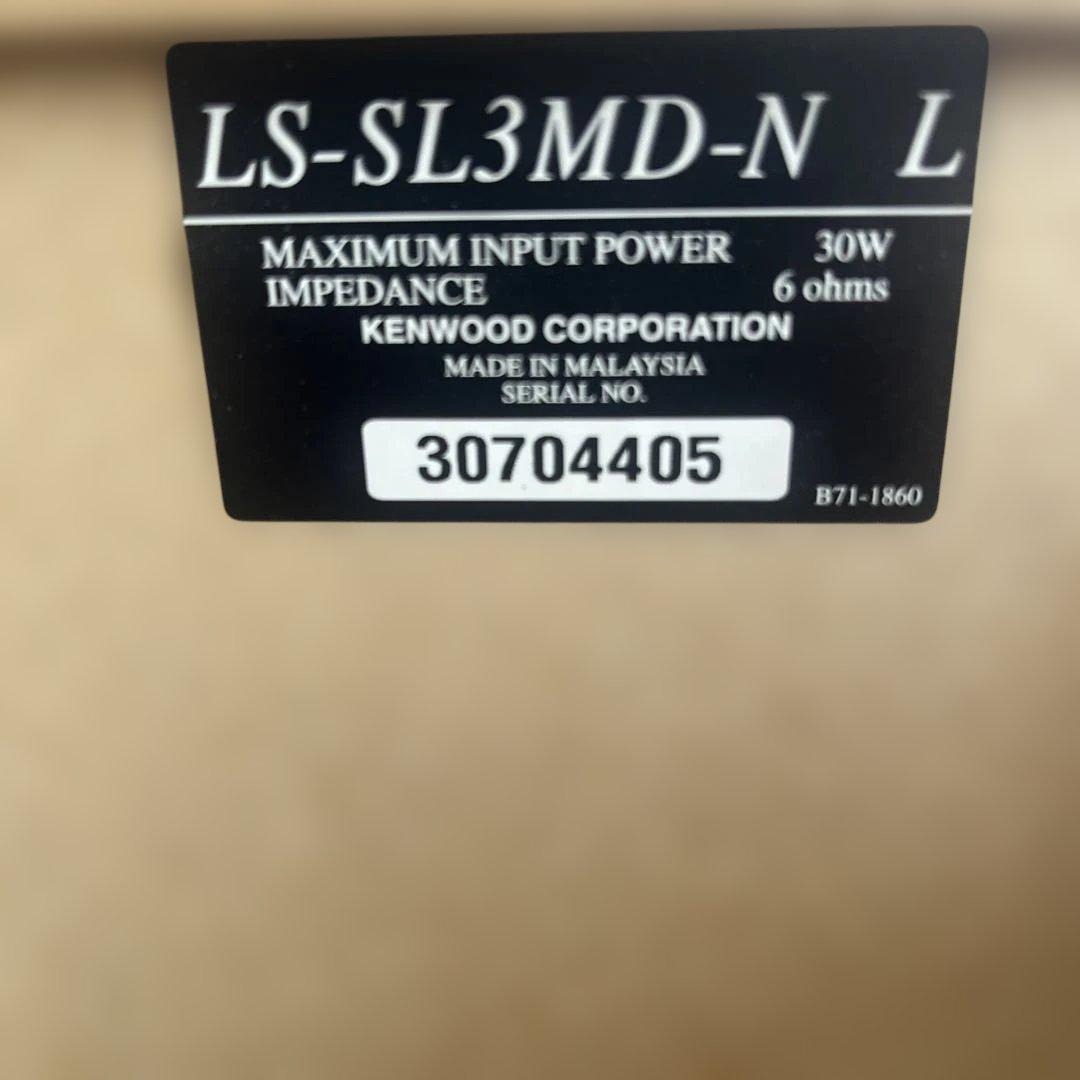 LS-SL3MD-N L
MAXIMUM INPUT POWER 30W
IMPEDANCE 6 ohms
KENWOOD CORPORATION
MADE IN MALAYSIA
SERIAL NO.
30704405
B71-1860